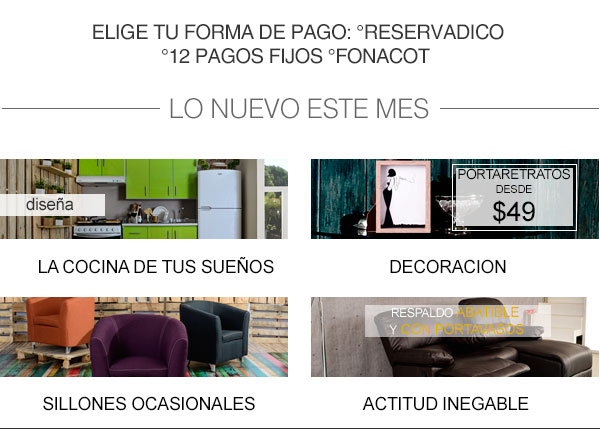 ELIGE TU FORMA DE PAGO: °RESERVADICO
°12 PAGOS FIJOS °FONACOT
LO NUEVO ESTE MES
diseña
PORTARETRATOS
DESDE
$49
LA COCINA DE TUS SUEÑOS
DECORACION
RESPALDO ABATIBLE
Y CON PORTAVASOS
SILLONES OCASIONALES
ACTITUD INEGABLE